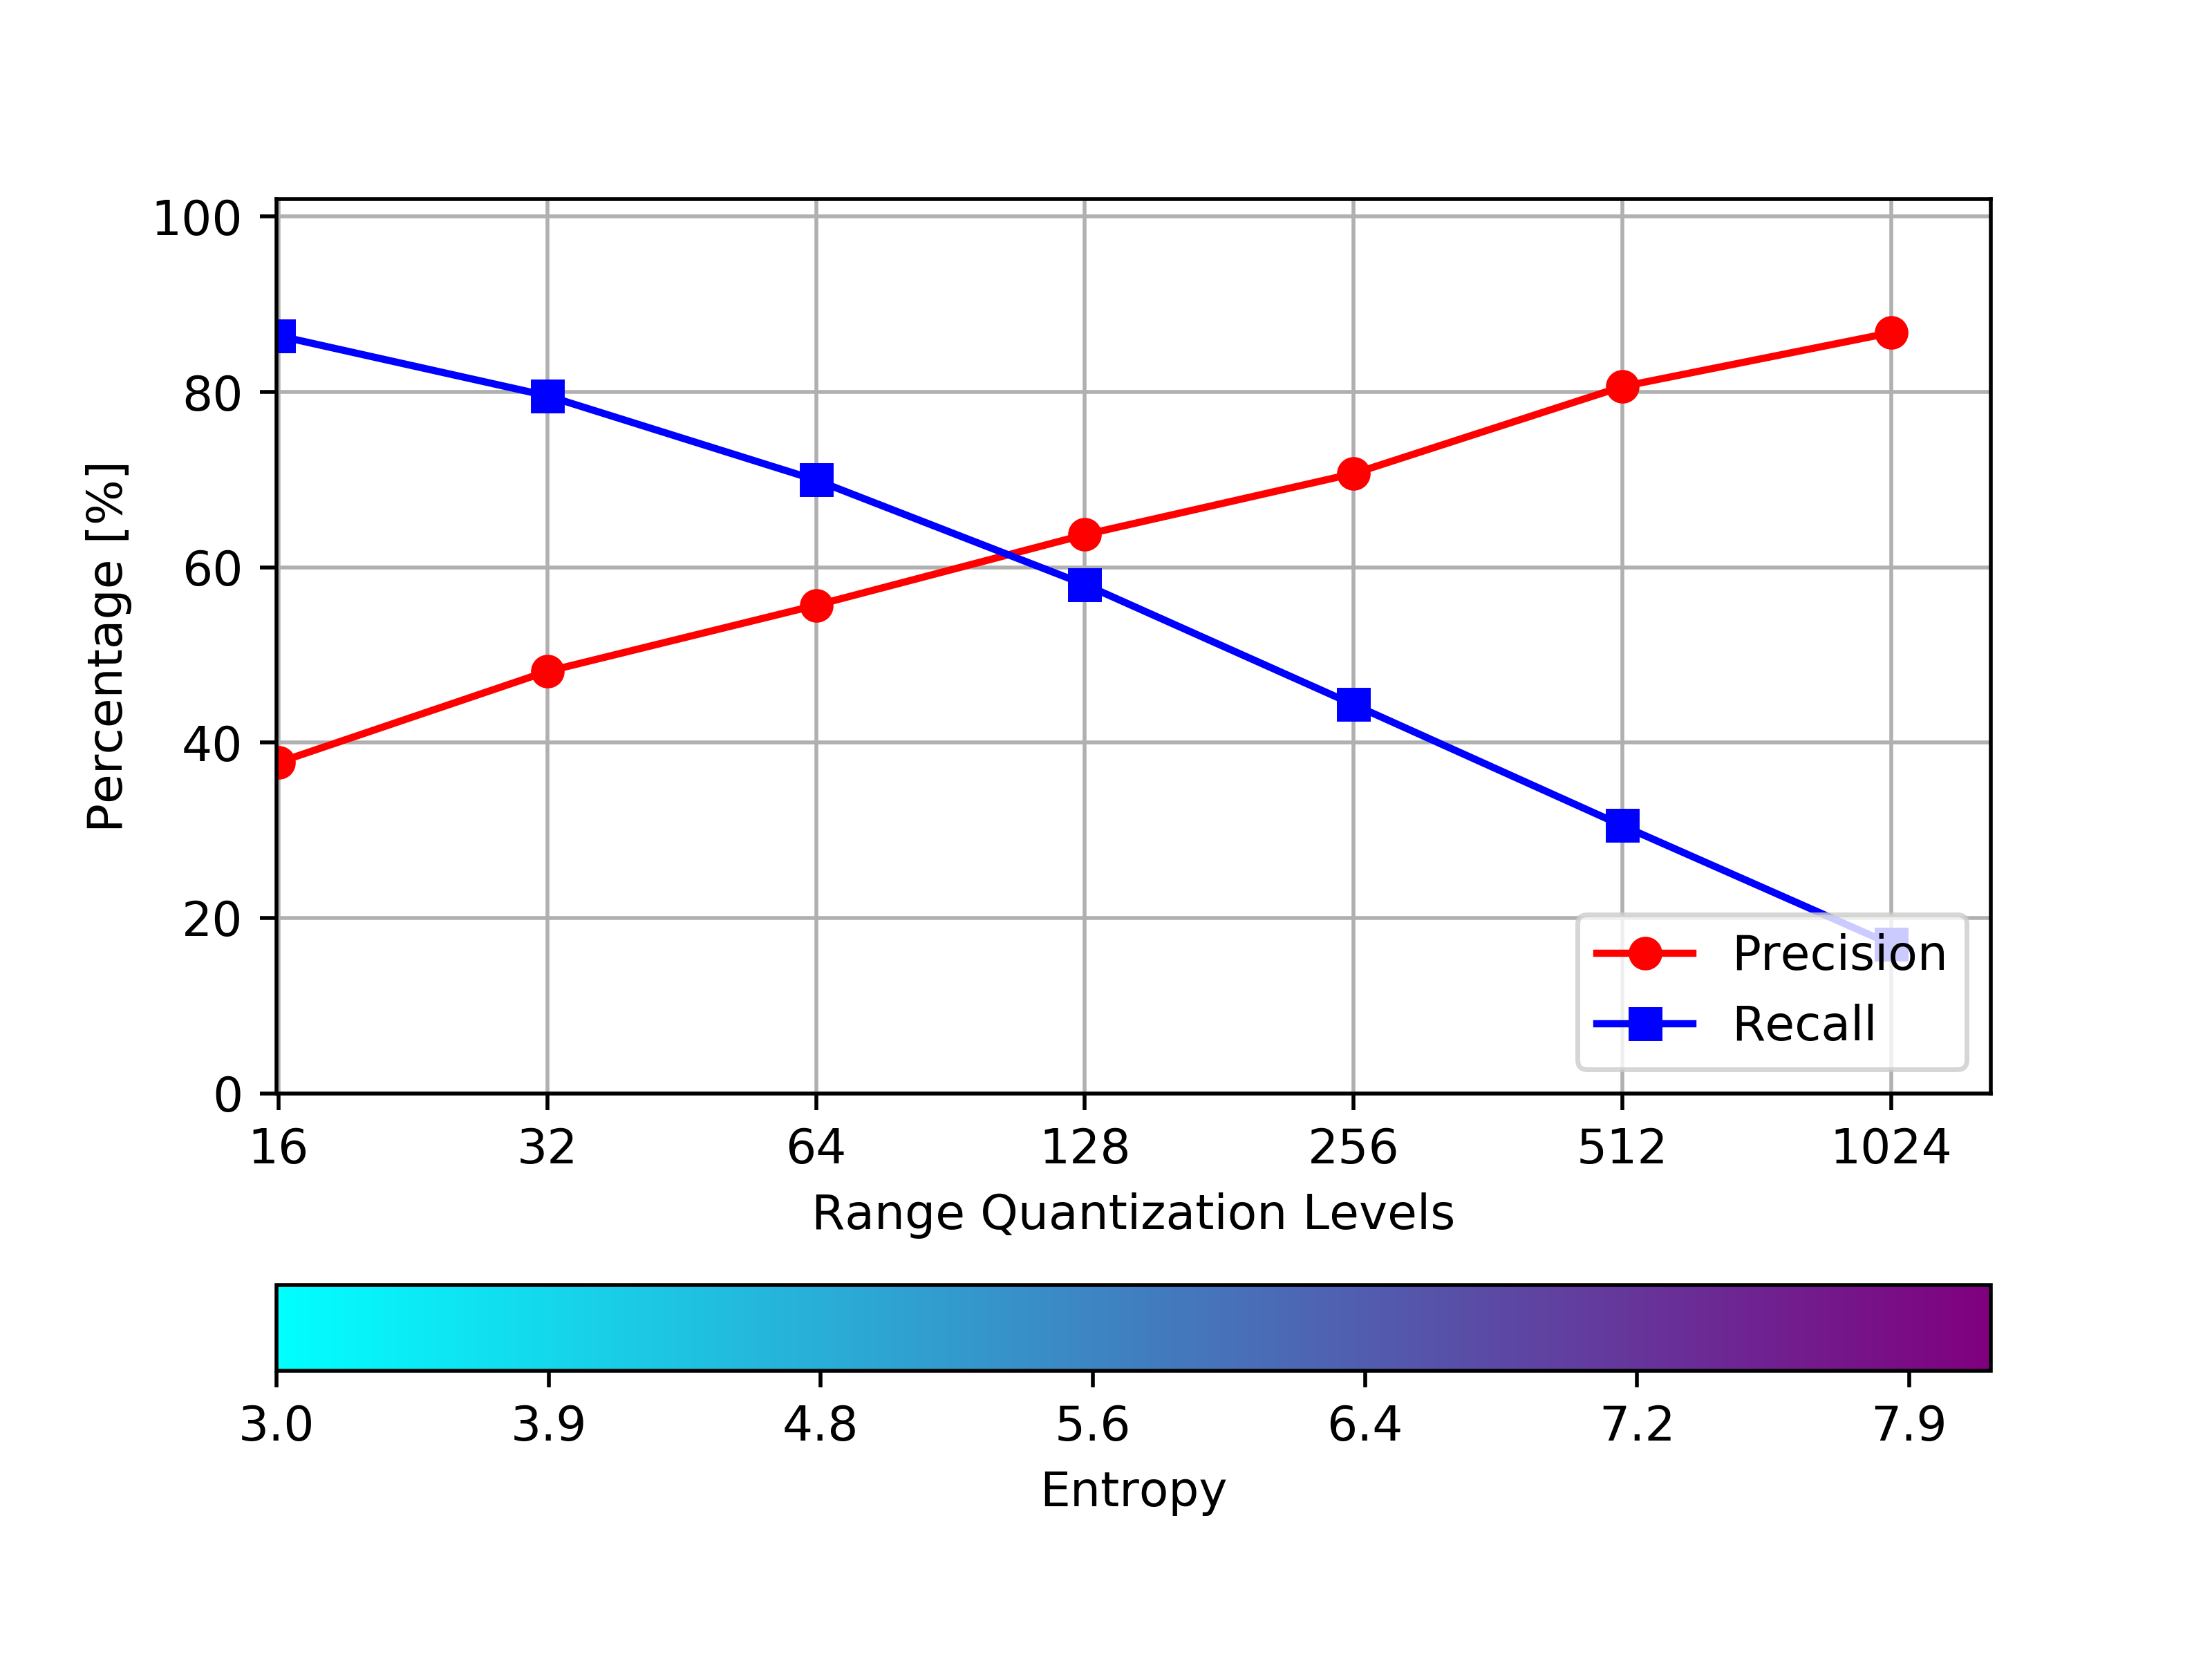 100
80
60
40
20
0
Percentage [%]
Precision
Recall
16 32 64 128 256 512 1024
Range Quantization Levels
3.0 3.9 4.8 5.6 6.4 7.2 7.9
Entropy